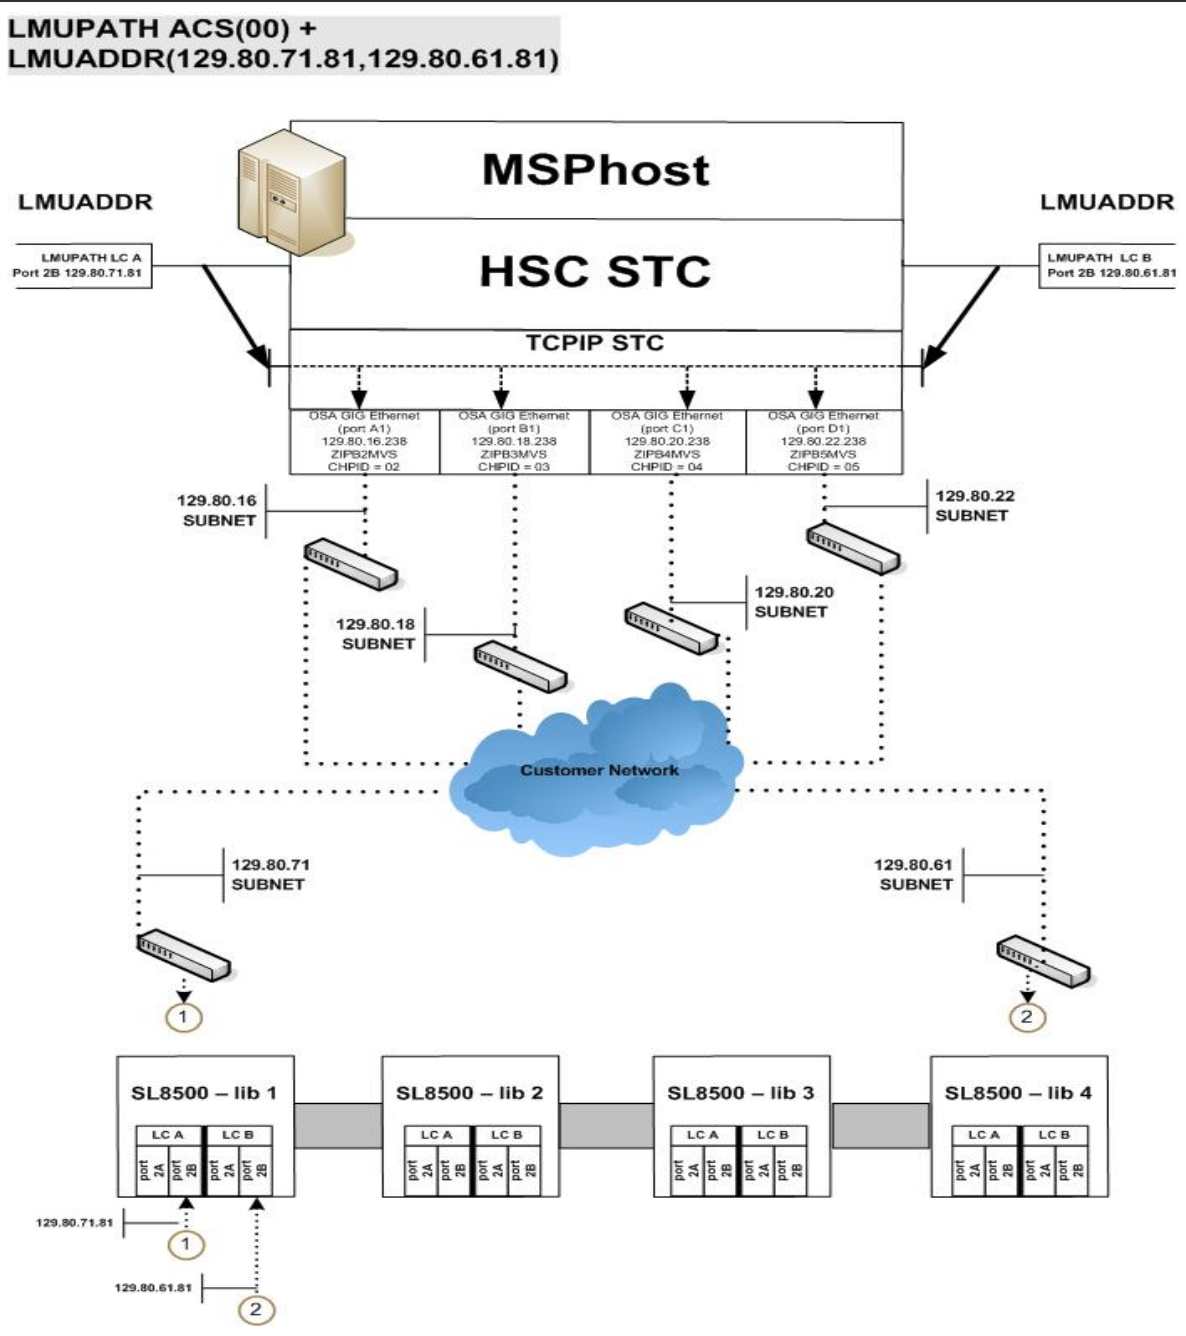 LMUPATH ACS(00) +
LMUADDR(129.80.71.81,129.80.61.81)
MSPhost
LMUADDR
LMUADDR
LMUPATH LC A
Port 2B 129.80.71.81
LMUPATH LC B
Port 2B 129.80.61.81
HSC STC
TCPIP STC
OSA GIG Ethernet
(port A1)
129.80.16.238
ZIPB2MVS
CHPID = 02
OSA GIG Ethernet
(port B1)
129.80.18.238
ZIPB3MVS
CHPID = 03
OSA GIG Ethernet
(port C1)
129.80.20.238
ZIPB4MVS
CHPID = 04
OSA GIG Ethernet
(port D1)
129.80.22.238
ZIPB5MVS
CHPID = 05
129.80.16
SUBNET
129.80.22
SUBNET
129.80.20
SUBNET
129.80.18
SUBNET
Customer Network
129.80.71
SUBNET
129.80.61
SUBNET
1
2
SL8500 – lib 1
LC A
LC B
port 2A
port 2B
port 2A
port 2B
SL8500 – lib 2
LC A
LC B
port 2A
port 2B
port 2A
port 2B
SL8500 – lib 3
LC A
LC B
port 2A
port 2B
port 2A
port 2B
SL8500 – lib 4
LC A
LC B
port 2A
port 2B
port 2A
port 2B
129.80.71.81
1
129.80.61.81
2